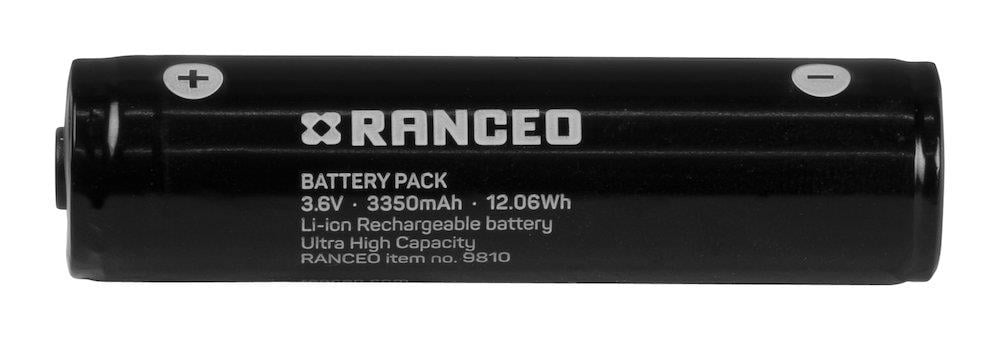 +
−
RANCEO
BATTERY PACK
3.6V · 3350mAh · 12.06Wh
Li-ion Rechargeable battery
Ultra High Capacity
RANCEO item no. 9810